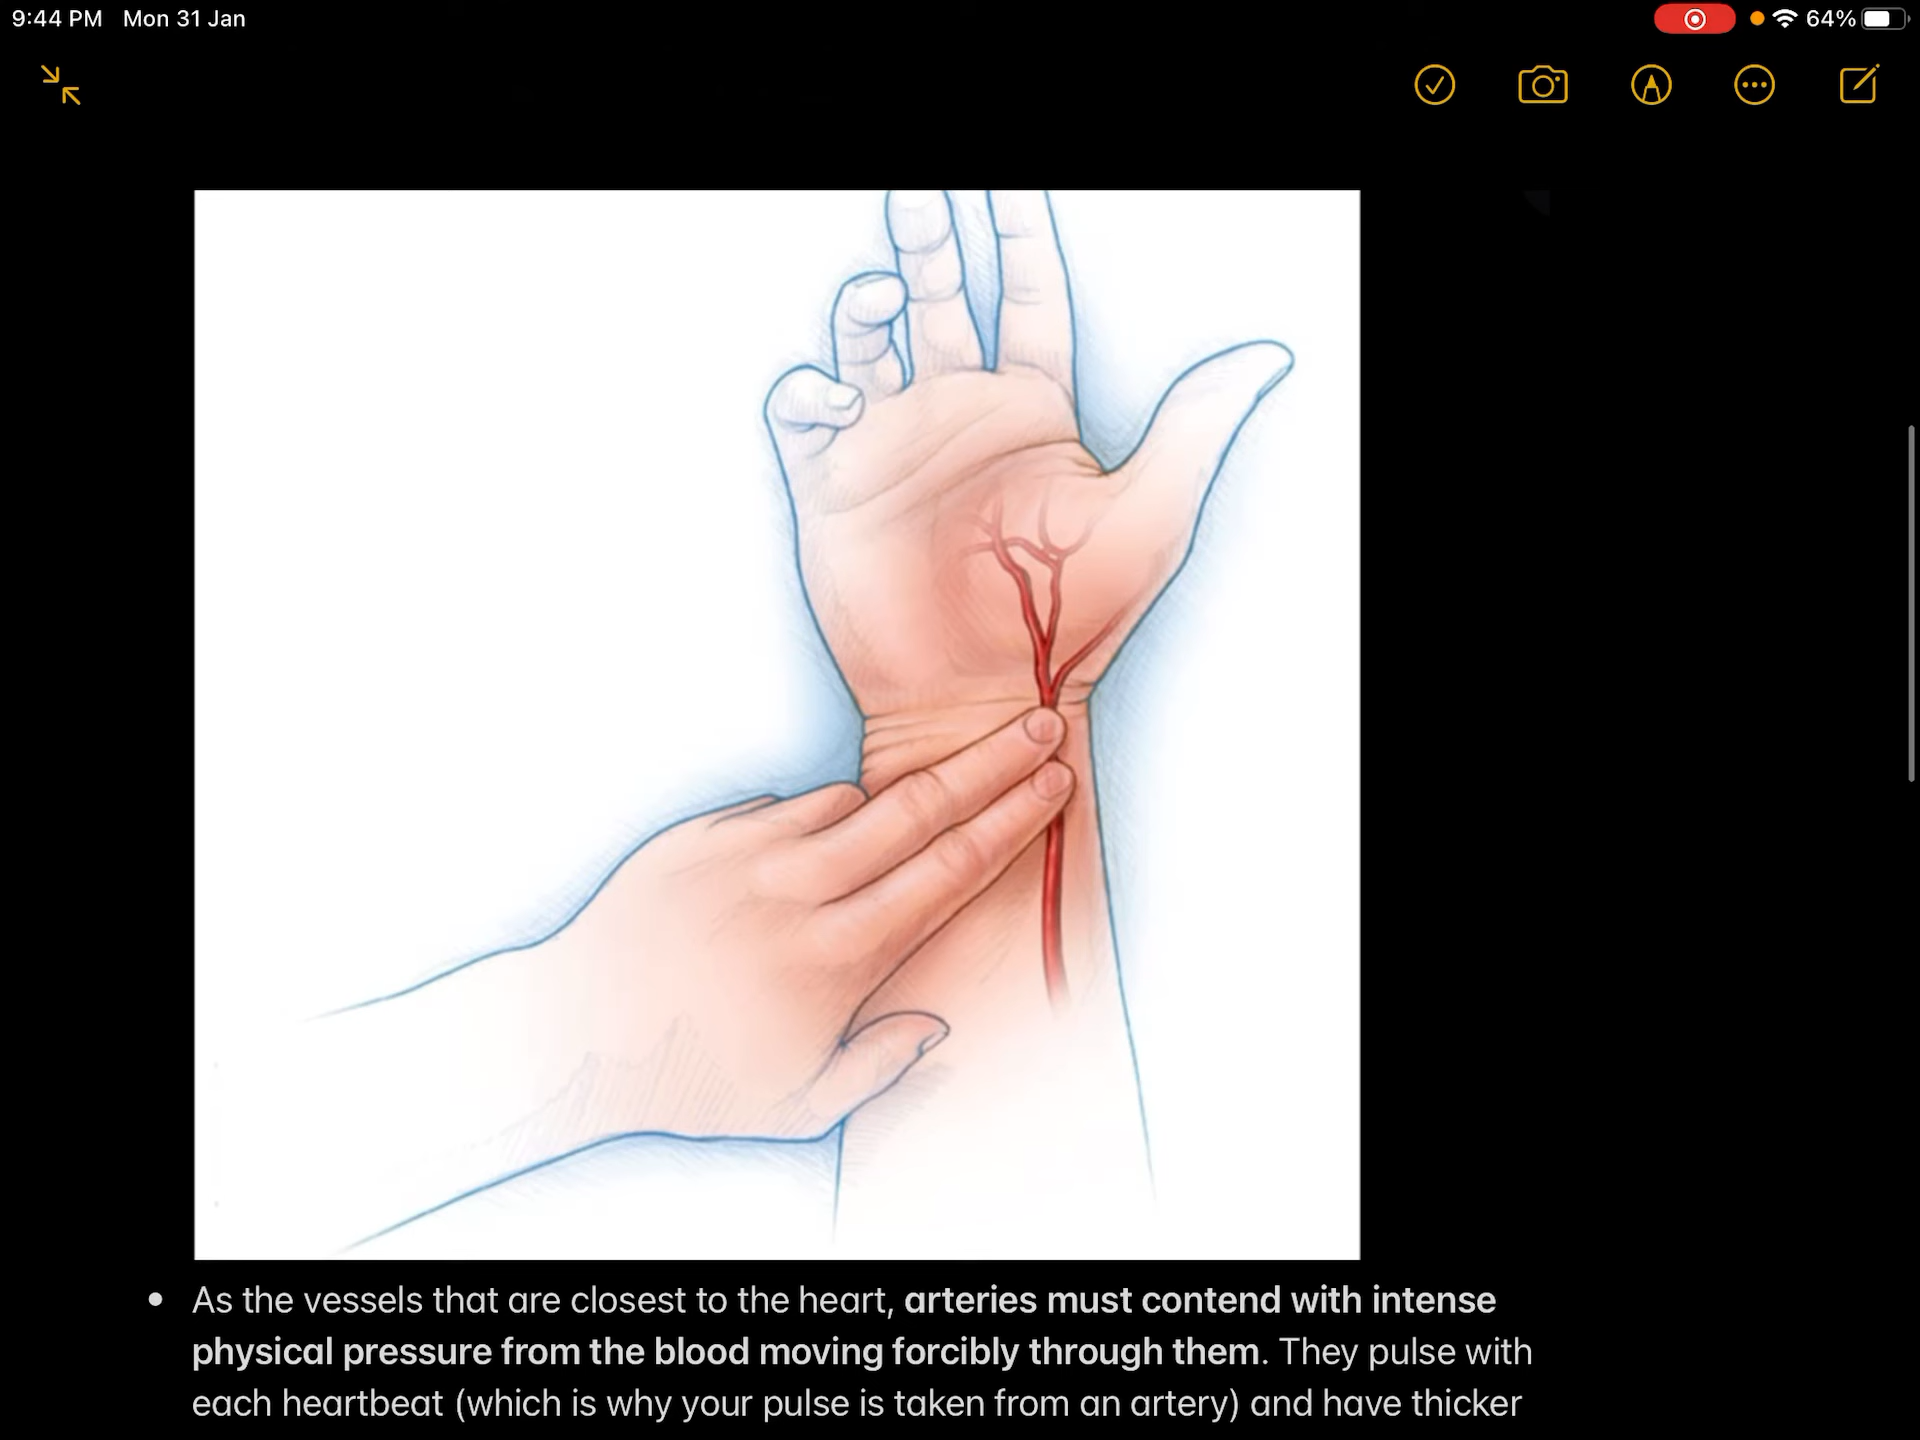 9:44 PM Mon 31 Jan
64%
As the vessels that are closest to the heart, arteries must contend with intense
physical pressure from the blood moving forcibly through them. They pulse with
each heartbeat (which is why your pulse is taken from an artery) and have thicker